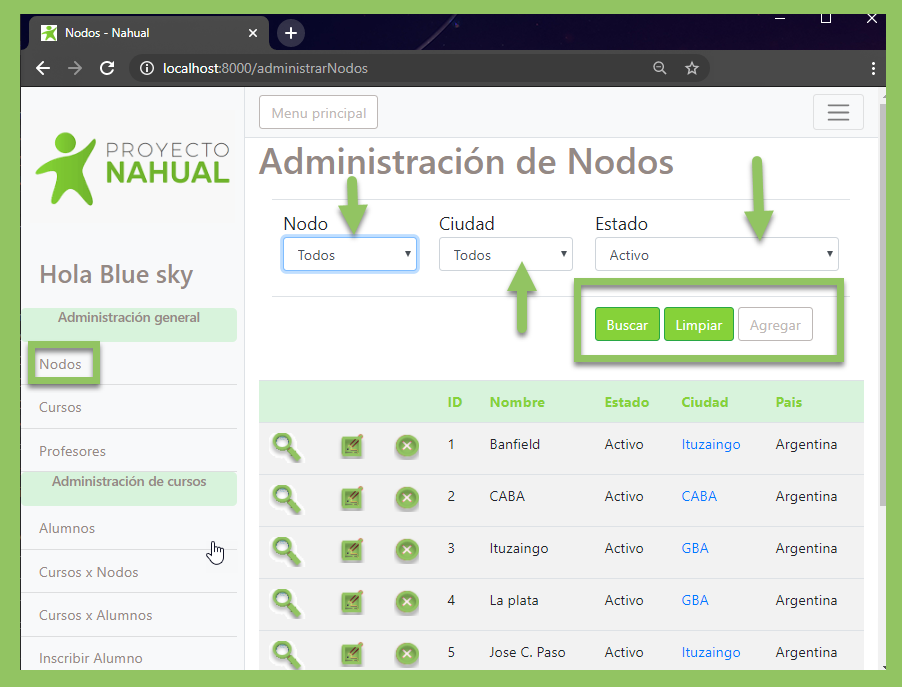 Nodos - Nahual
localhost:8000/administrarNodos
PROYECTO
NAHUAL
Hola Blue sky
Administración general
Nodos
Cursos
Profesores
Administración de cursos
Alumnos
Cursos x Nodos
Cursos x Alumnos
Inscribir Alumno
Menu principal
Administración de Nodos
Nodo Ciudad Estado
Todos Todos Activo
Buscar Limpiar Agregar
ID Nombre Estado Ciudad Pais
1 Banfield Activo Ituzaingo Argentina
2 CABA Activo CABA Argentina
3 Ituzaingo Activo GBA Argentina
4 La plata Activo GBA Argentina
5 Jose C. Paso Activo Ituzaingo Argentina